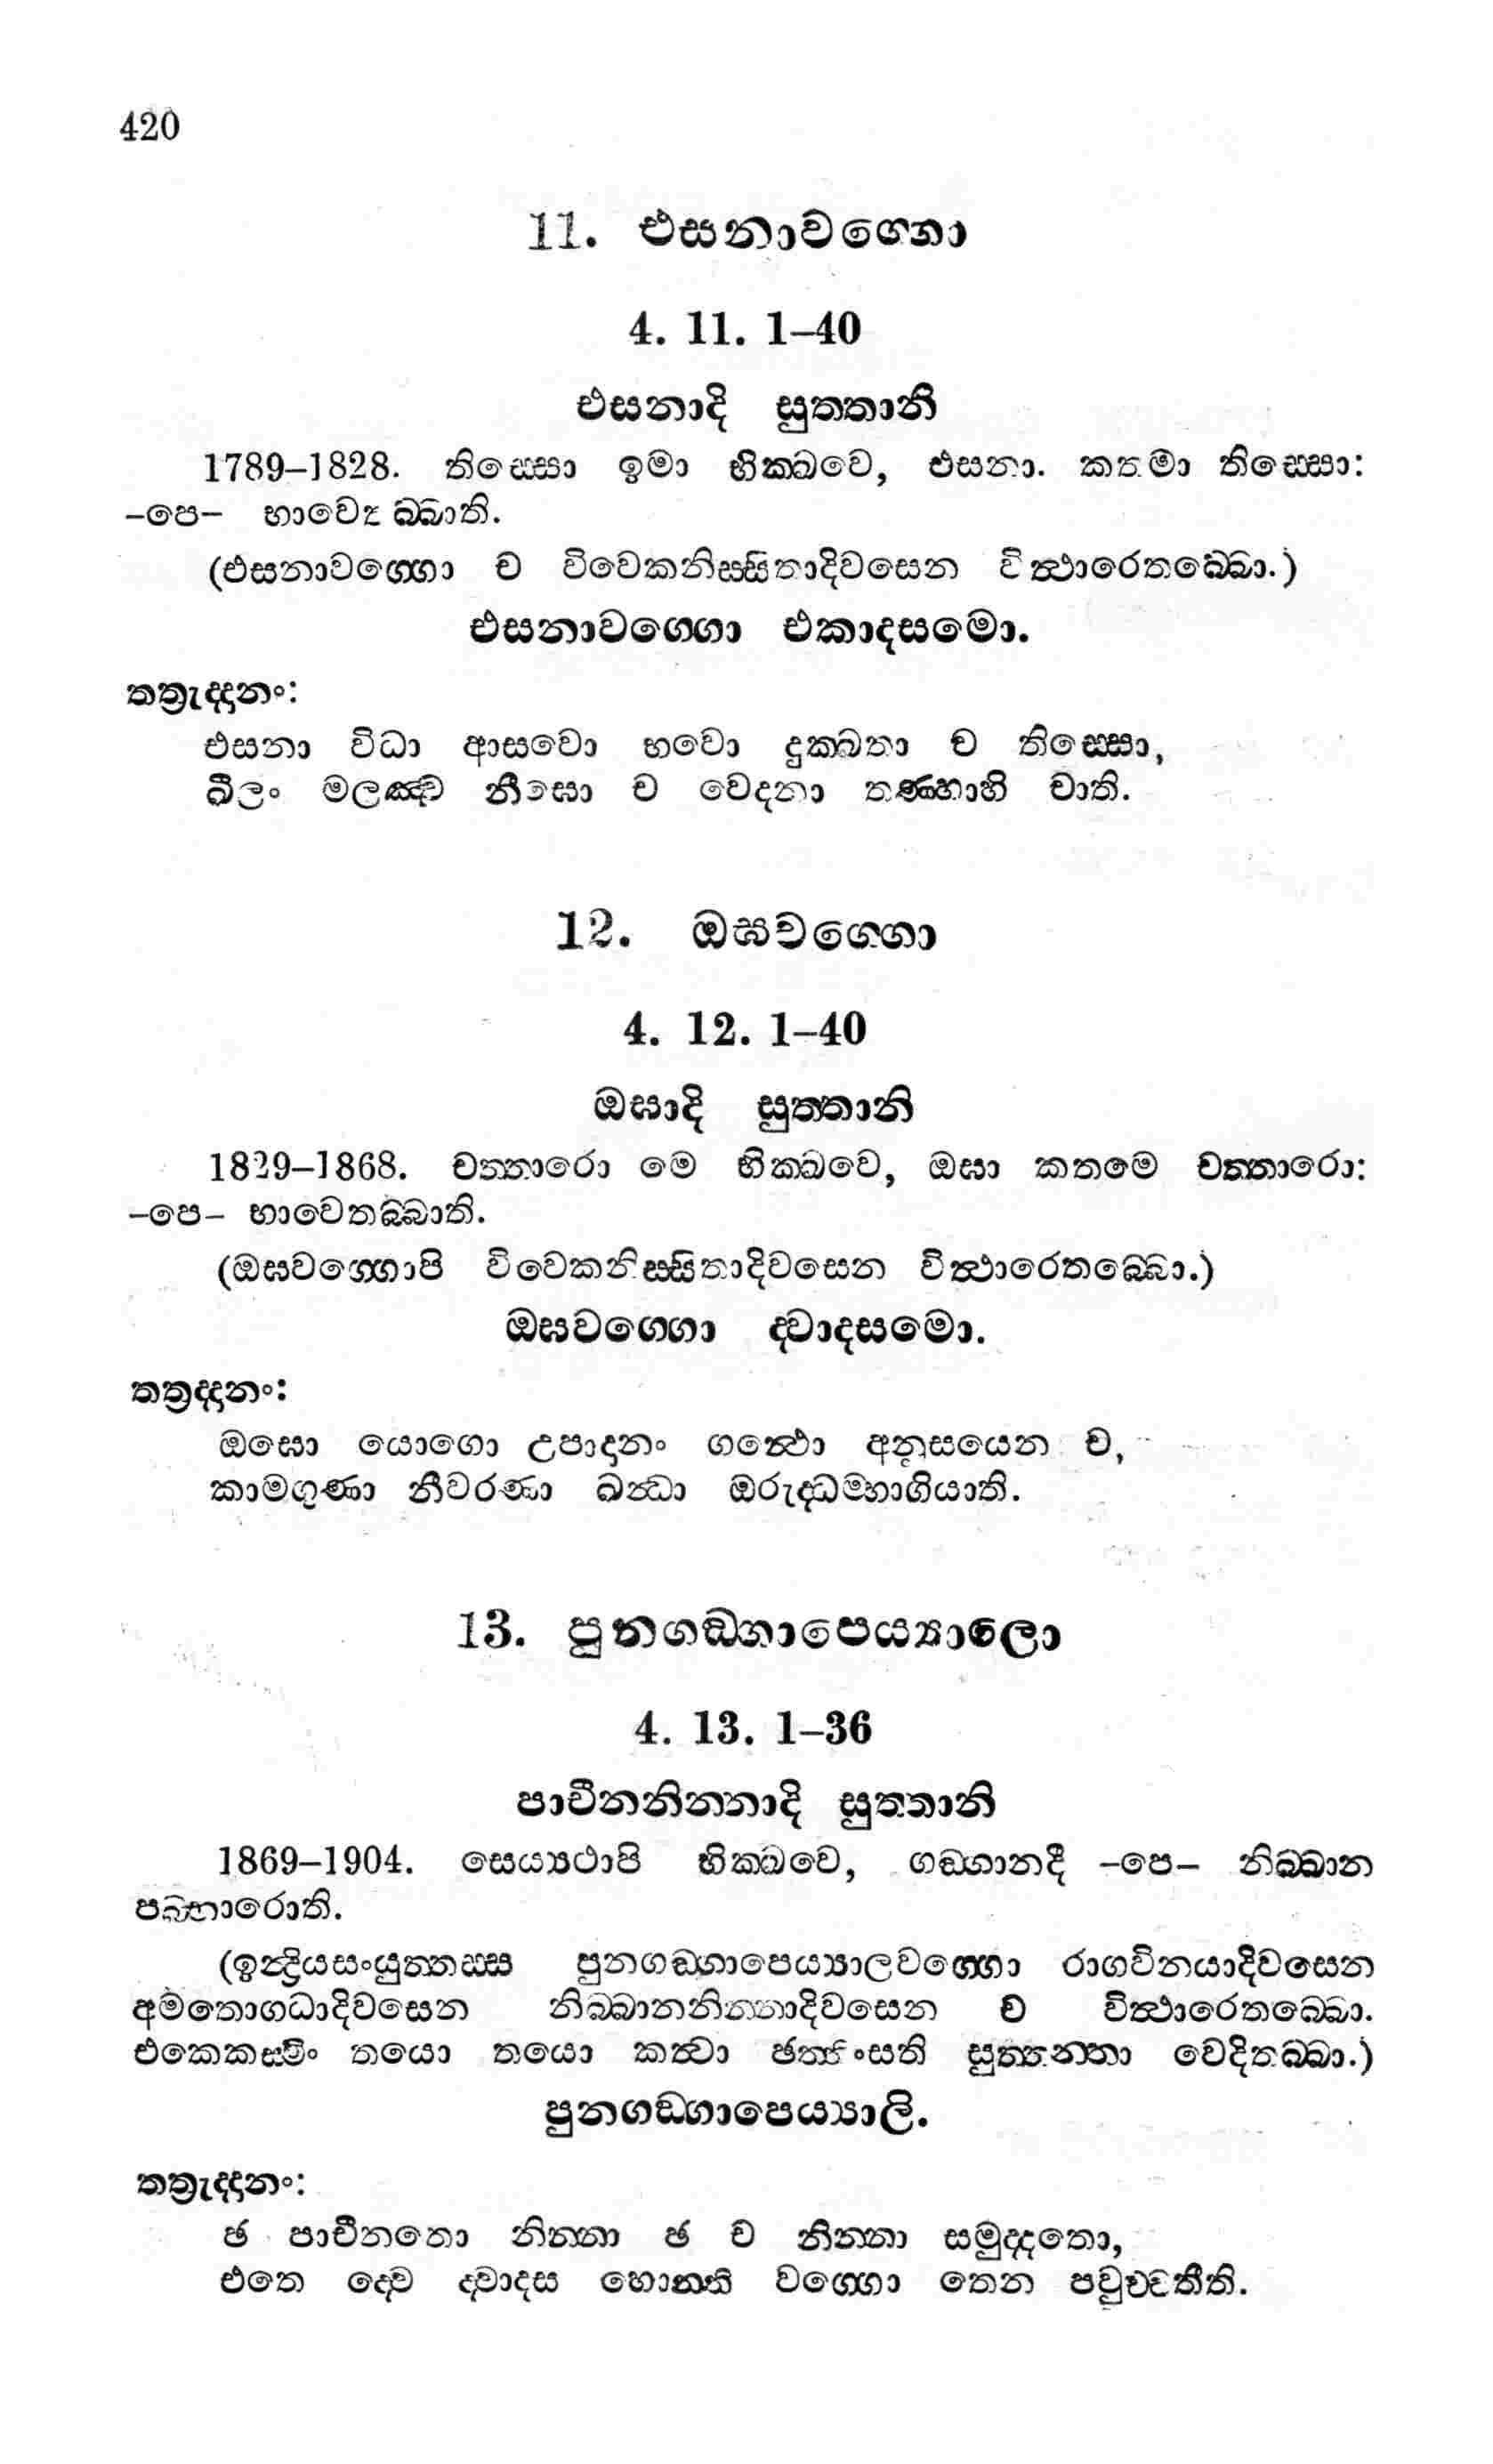 420
11. එසනාවග්ගො
4. 11. 1–40
එසනාදි සුත්තානි
1789–1828. තිස්සො ඉමා භික්ඛවෙ, එසනා. කතමා තිස්සො:
–පෙ– භාවෙතබ්බාති.
(එසනාවග්ගො ච විවෙකනිස්සිතාදිවසෙන විත්ථාරෙතබ්බො.)
එසනාවග්ගො එකාදසමො.
තත්‍රුද්දානං:
එසනා විධා ආසවො භවො දුක්ඛතා ච තිස්සො,
ඛීලං මලඤ්ච නීඝො ච වෙදනා තණ්හාහි චාති.
12. ඔඝවග්ගො
4. 12. 1–40
ඔඝාදි සුත්තානි
1829–1868. චත්තාරො මෙ භික්ඛවෙ, ඔඝා කතමෙ චත්තාරො:
–පෙ– භාවෙතබ්බාති.
(ඔඝවග්ගොපි විවෙකනිස්සිතාදිවසෙන විත්ථාරෙතබ්බො.)
ඔඝවග්ගො ද්වාදසමො.
තත්‍රද්දානං:
ඔඝො යොගො උපාදානං ගන්ථො අනුසයෙන ච,
කාමගුණා නීවරණා ඛන්ධා ඔරුද්ධම්භාගියාති.
13. පුනගඞ්ගාපෙය්‍යාලො
4. 13. 1–36
පාචීනනින්නාදි සුත්තානි
1869–1904. සෙය්‍යථාපි භික්ඛවෙ, ගඞ්ගානදී –පෙ– නිබ්බාන
පබ්භාරොති.
(ඉන්ද්‍රියසංයුත්තස්ස පුනගඞ්ගාපෙය්‍යාලවග්ගො රාගවිනයාදිවසෙන
අමතොගධාදිවසෙන නිබ්බානනින්නාදිවසෙන ච විත්ථාරෙතබ්බො.
එකෙකස්මිං තයො තයො කත්වා ඡත්තිංසති සුත්තන්තා වෙදිතබ්බා.)
පුනගඞ්ගාපෙය්‍යාලි.
තත්‍රුද්දානං:
ඡ පාචීනතො නින්නා ඡ ච නින්නා සමුද්දතො,
එතෙ ද්වෙ ද්වාදස හොන්ති වග්ගො තෙන පවුච්චතීති.